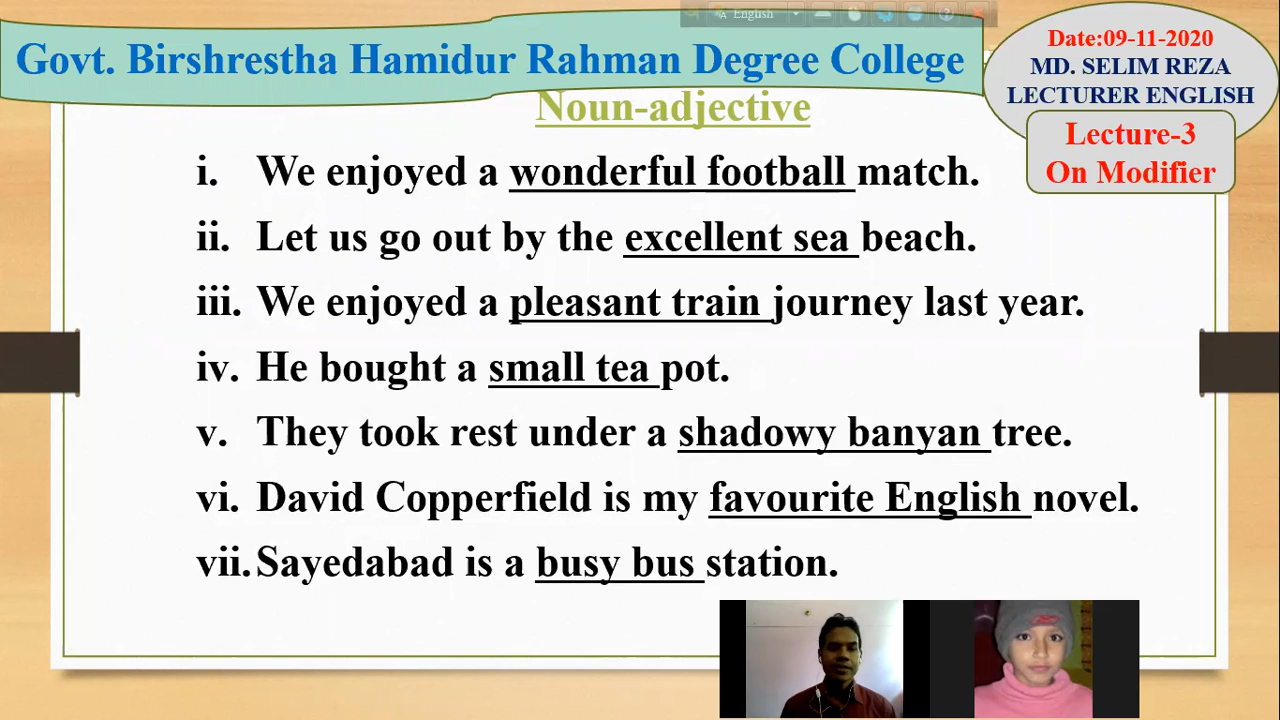 English
Govt. Birshrestha Hamidur Rahman Degree College
Date:09-11-2020
MD. SELIM REZA
LECTURER ENGLISH
Lecture-3
On Modifier
Noun-adjective
i. We enjoyed a wonderful football match.
ii. Let us go out by the excellent sea beach.
iii. We enjoyed a pleasant train journey last year.
iv. He bought a small tea pot.
v. They took rest under a shadowy banyan tree.
vi. David Copperfield is my favourite English novel.
vii. Sayedabad is a busy bus station.